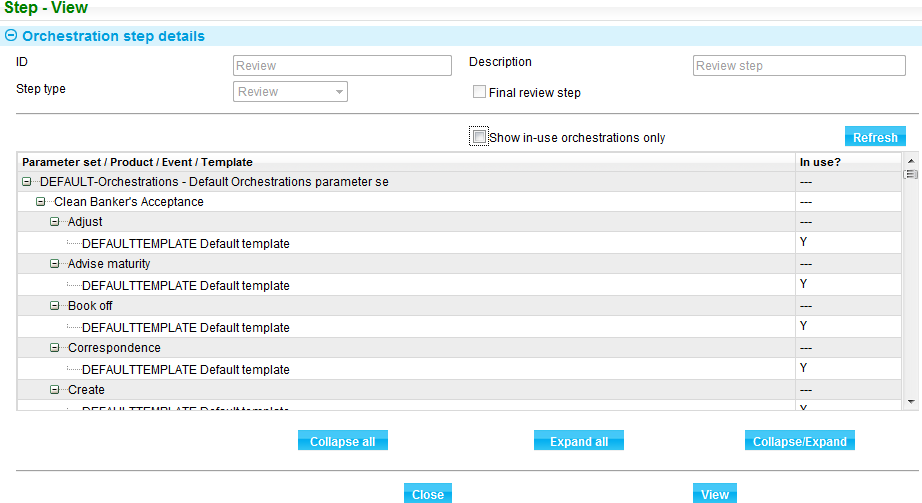 Step - View
Orchestration step details
ID Review Description Review step
Step type Review Final review step
Show in-use orchestrations only Refresh
Parameter set / Product / Event / Template In use?
DEFAULT-Orchestrations - Default Orchestrations parameter se ---
Clean Banker's Acceptance ---
Adjust ---
DEFAULTTEMPLATE Default template Y
Advise maturity ---
DEFAULTTEMPLATE Default template Y
Book off ---
DEFAULTTEMPLATE Default template Y
Correspondence ---
DEFAULTTEMPLATE Default template Y
Create ---
DEFAULTTEMPLATE Default template Y
Collapse all Expand all Collapse/Expand
Close View